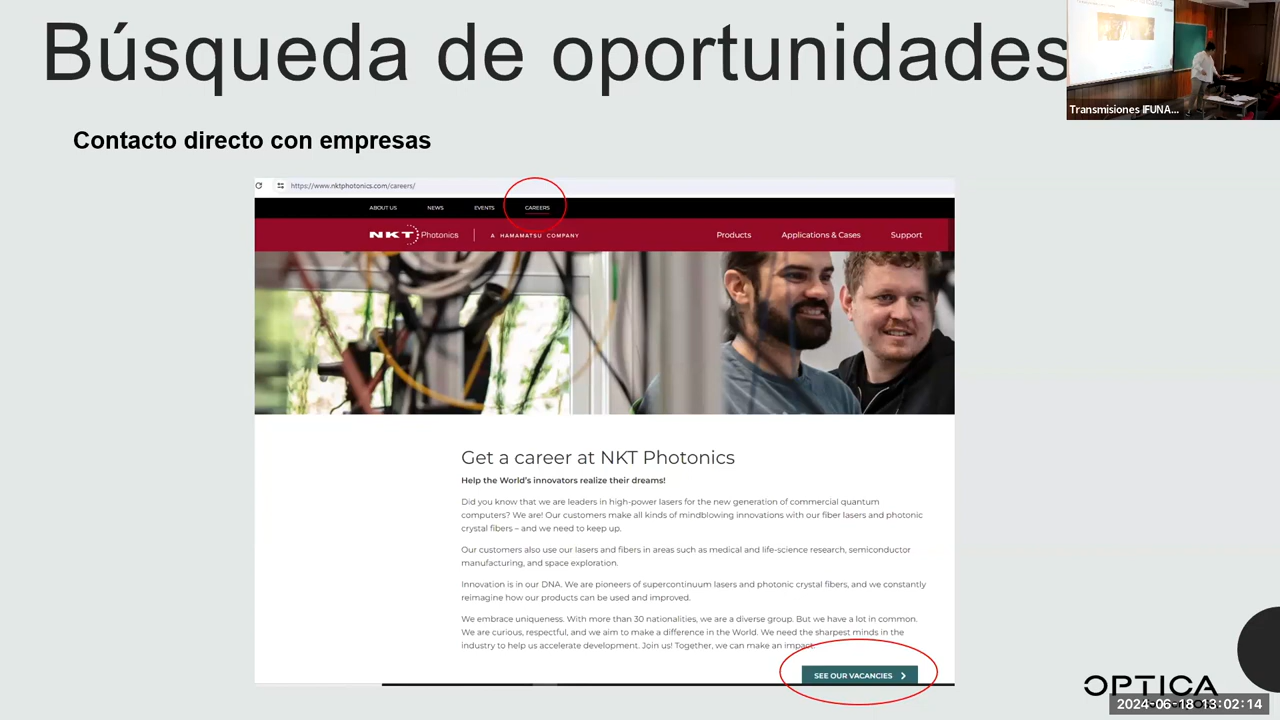 Búsqueda de oportunidades
Transmisiones IFUNA...
Contacto directo con empresas
https://www.nktphotonics.com/careers/
ABOUT US NEWS EVENTS CAREERS
NKT Photonics A HAMAMATSU COMPANY Products Applications & Cases Support
Get a career at NKT Photonics
Help the World's innovators realize their dreams!
Did you know that we are leaders in high-power lasers for the new generation of commercial quantum
computers? We are! Our customers make all kinds of mindblowing innovations with our fiber lasers and photonic
crystal fibers – and we need to keep up.
Our customers also use our lasers and fibers in areas such as medical and life-science research, semiconductor
manufacturing, and space exploration.
Innovation is in our DNA. We are pioneers of supercontinuum lasers and photonic crystal fibers, and we constantly
reimagine how our products can be used and improved.
We embrace uniqueness. With more than 30 nationalities, we are a diverse group. But we have a lot in common.
We are curious, respectful, and we aim to make a difference in the World. We need the sharpest minds in the
industry to help us accelerate development. Join us! Together, we can make an impact.
SEE OUR VACANCIES
OPTICA
2024-06-18 13:02:14